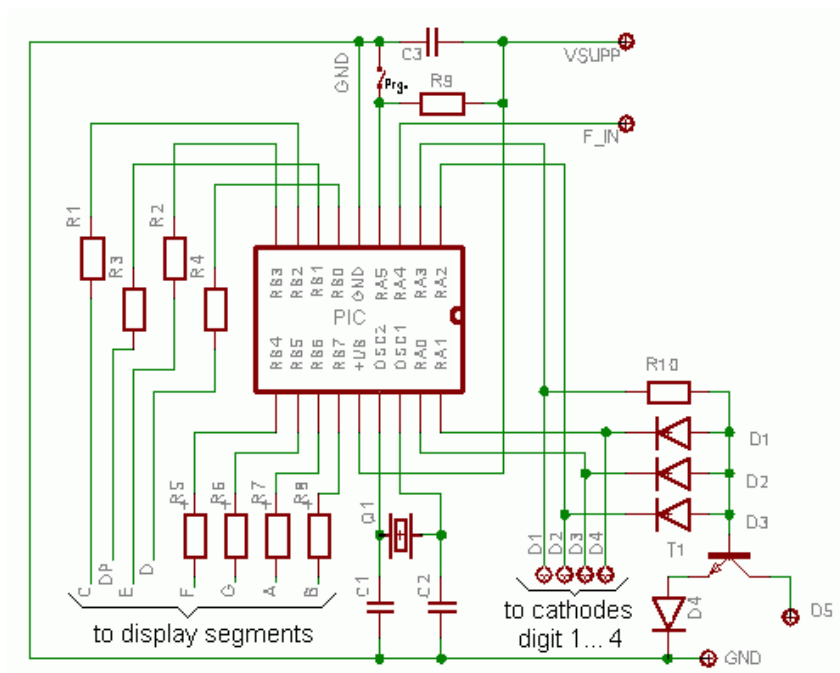 C3
VSUPP
GND
Prg.
R9
F_IN
R1
R2
R3
R4
RB3
RB2
RB1
RB0
GND
RA5
RA4
RA3
RA2
PIC
RB4
RB5
RB6
RB7
+UB
OSC2
OSC1
RA0
RA1
R10
D1
D2
D3
R5
R6
R7
R8
+
+
+
Q1
D1
D2
D3
D4
T1
C
DP
E
D
F
G
A
B
C1
C2
D4
D5
to display segments
to cathodes
digit 1... 4
GND